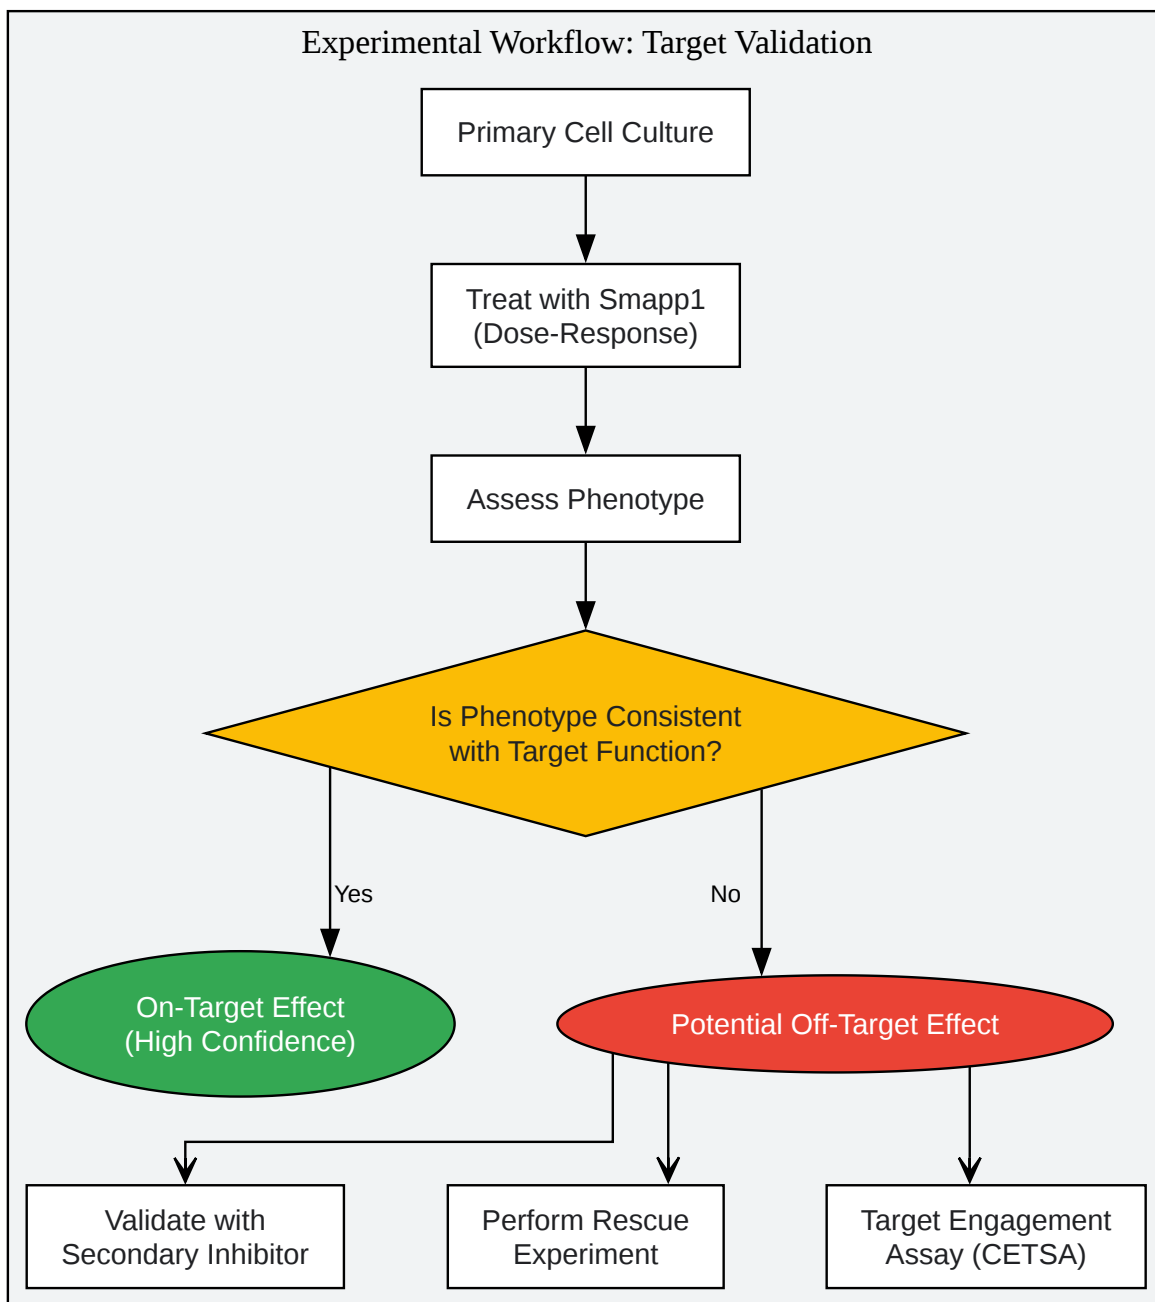 Experimental Workflow: Target Validation
Primary Cell Culture
Treat with Smapp1
(Dose-Response)
Assess Phenotype
Is Phenotype Consistent
with Target Function?
Yes
No
On-Target Effect
(High Confidence)
Potential Off-Target Effect
Validate with
Secondary Inhibitor
Perform Rescue
Experiment
Target Engagement
Assay (CETSA)